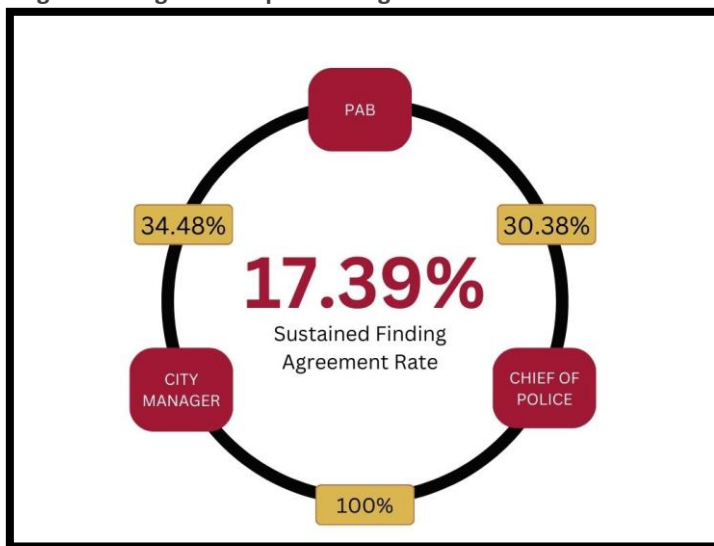 PAB
34.48%
30.38%
17.39%
Sustained Finding
Agreement Rate
CITY
MANAGER
CHIEF OF
POLICE
100%